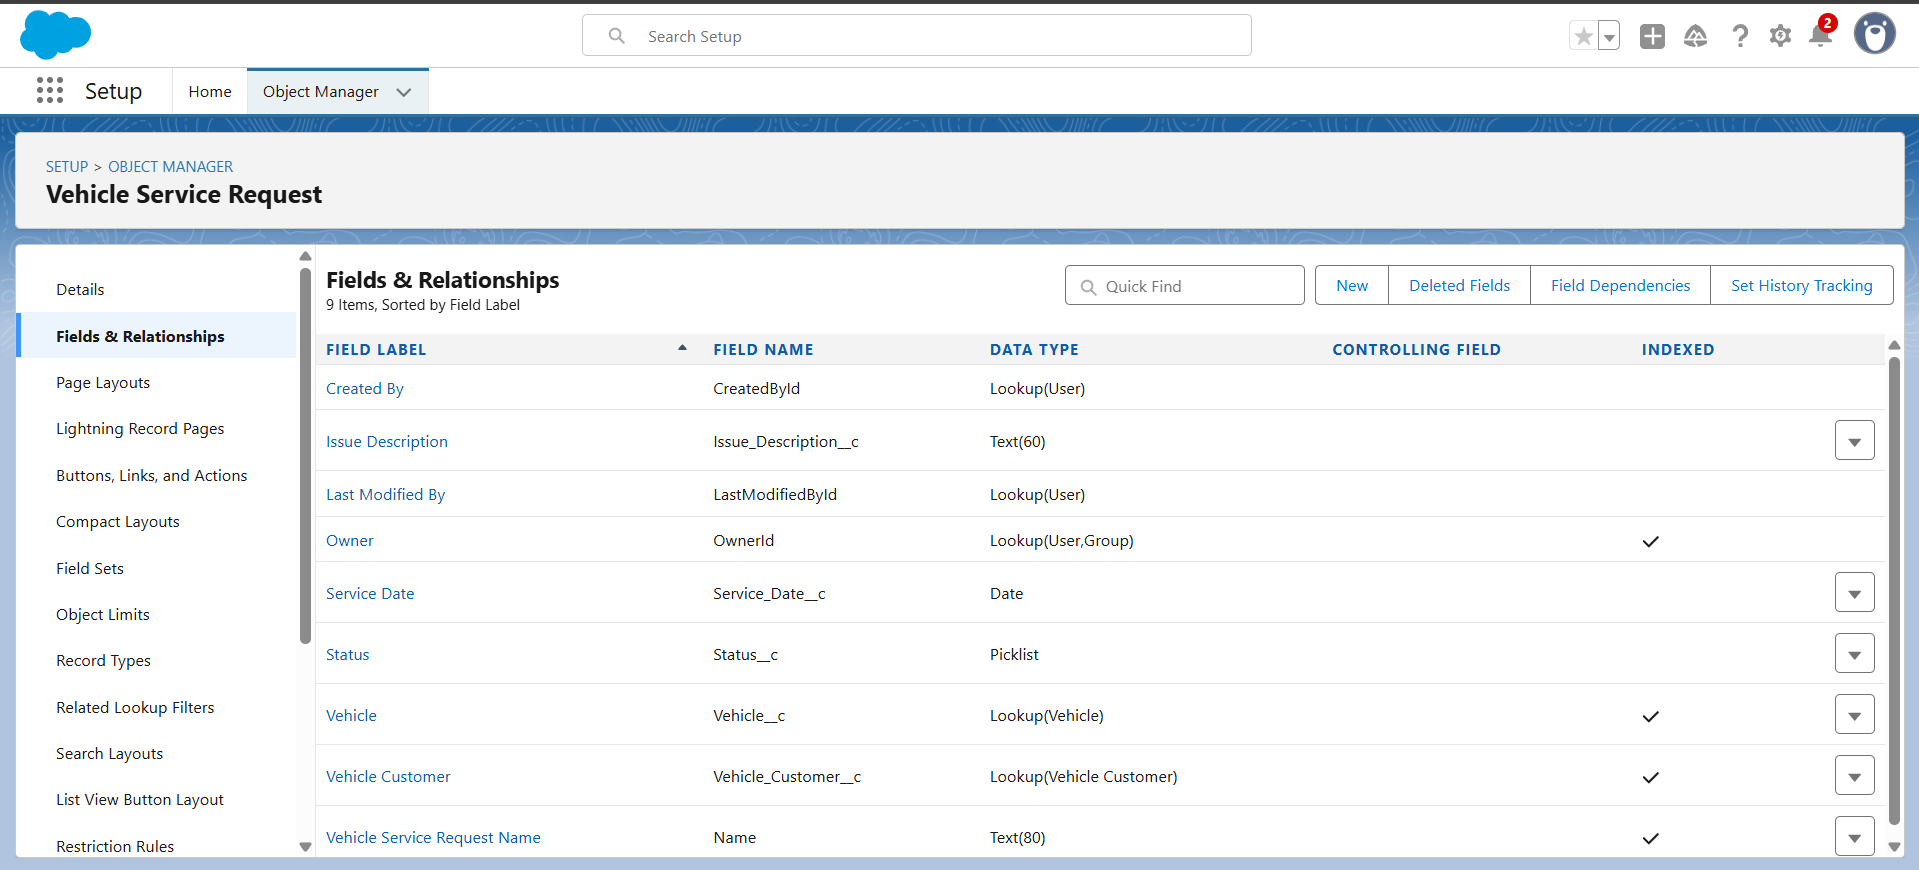 Search Setup
2
Setup
Home
Object Manager
SETUP > OBJECT MANAGER
Vehicle Service Request
Details
Fields & Relationships
Page Layouts
Lightning Record Pages
Buttons, Links, and Actions
Compact Layouts
Field Sets
Object Limits
Record Types
Related Lookup Filters
Search Layouts
List View Button Layout
Restriction Rules
Fields & Relationships
9 Items, Sorted by Field Label
Quick Find
New
Deleted Fields
Field Dependencies
Set History Tracking
FIELD LABEL FIELD NAME DATA TYPE CONTROLLING FIELD INDEXED
Created By CreatedById Lookup(User)
Issue Description Issue_Description__c Text(60)
Last Modified By LastModifiedById Lookup(User)
Owner OwnerId Lookup(User,Group)
Service Date Service_Date__c Date
Status Status__c Picklist
Vehicle Vehicle__c Lookup(Vehicle)
Vehicle Customer Vehicle_Customer__c Lookup(Vehicle Customer)
Vehicle Service Request Name Name Text(80)